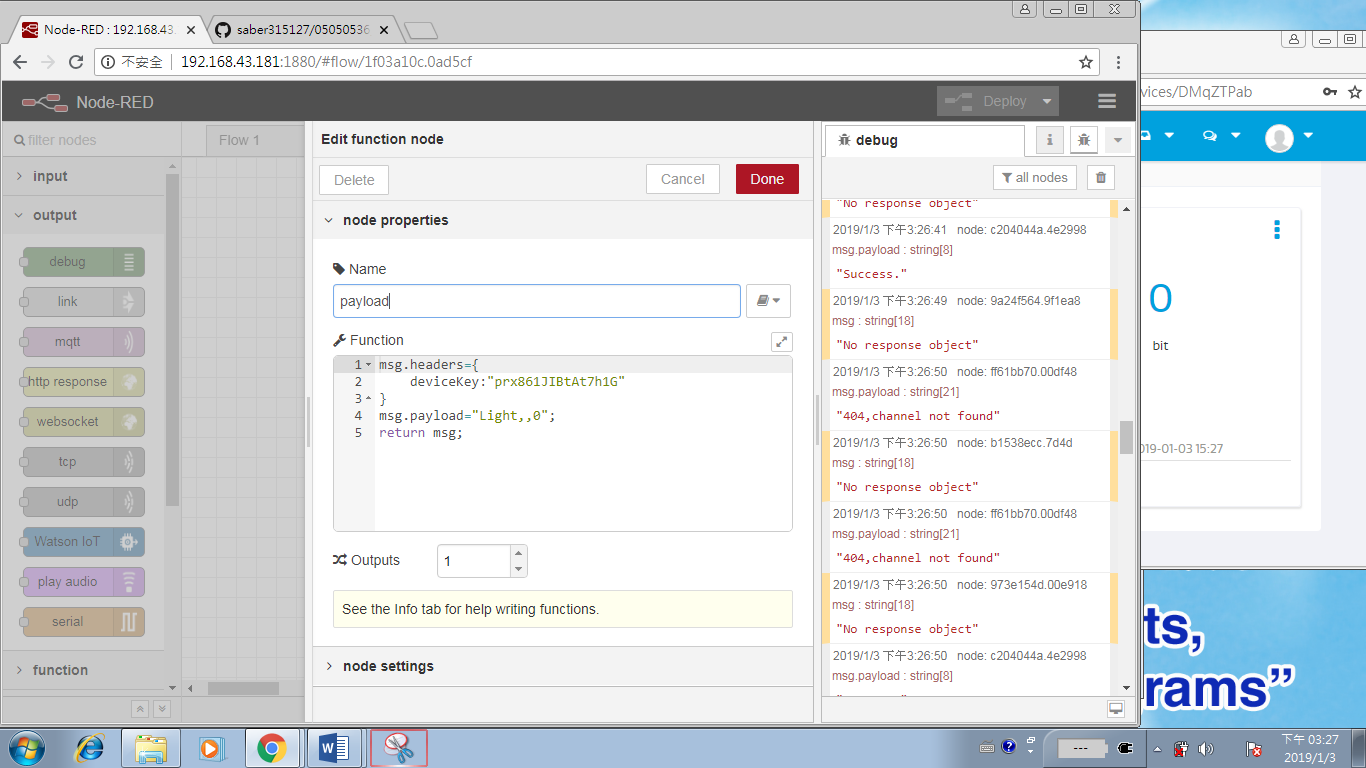 Node-RED : 192.168.43
saber315127/05050536
不安全
192.168.43.181:1880/#flow/1f03a10c.0ad5cf
vices/DMqZTPab
Node-RED
Deploy
filter nodes
Flow 1
input
output
debug
link
mqtt
http response
websocket
tcp
udp
Watson IoT
play audio
serial
function
Edit function node
Delete
Cancel
Done
node properties
Name
payload
Function
1 msg.headers={
2 deviceKey:"prx861JIBtAt7h1G"
3 }
4 msg.payload="Light,,0";
5 return msg;
Outputs
1
See the Info tab for help writing functions.
node settings
debug
i
all nodes
"No response object"
2019/1/3 下午3:26:41 node: c204044a.4e2998
msg.payload : string[8]
"Success."
2019/1/3 下午3:26:49 node: 9a24f564.9f1ea8
msg : string[18]
"No response object"
2019/1/3 下午3:26:50 node: ff61bb70.00df48
msg.payload : string[21]
"404,channel not found"
2019/1/3 下午3:26:50 node: b1538ecc.7d4d
msg : string[18]
"No response object"
2019/1/3 下午3:26:50 node: ff61bb70.00df48
msg.payload : string[21]
"404,channel not found"
2019/1/3 下午3:26:50 node: 973e154d.00e918
msg : string[18]
"No response object"
2019/1/3 下午3:26:50 node: c204044a.4e2998
msg.payload : string[8]
0
bit
019-01-03 15:27
ts,
rams”
---
下午 03:27
2019/1/3